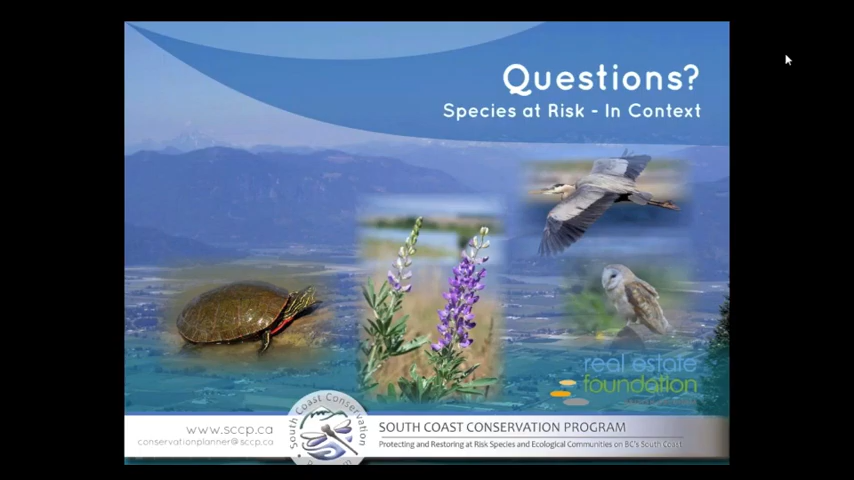 Questions?
Species at Risk - In Context
real estate
foundation
www.sccp.ca
conservationplanner@sccp.ca
South Coast Conservation
SOUTH COAST CONSERVATION PROGRAM
Protecting and Restoring at Risk Species and Ecological Communities on BC's South Coast.